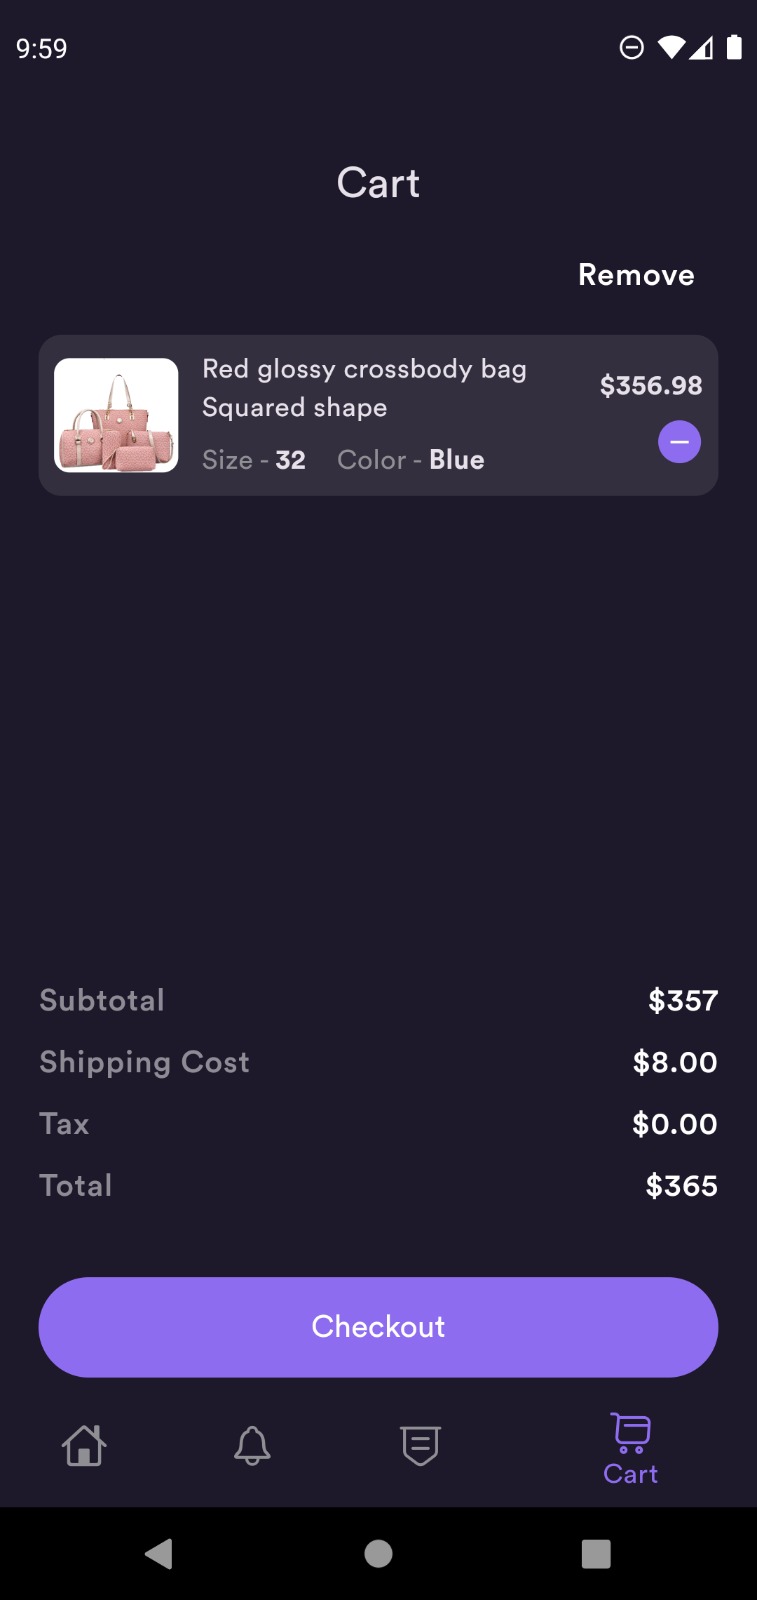 9:59
Cart
Remove
Red glossy crossbody bag
Squared shape
$356.98
Size - 32 Color - Blue
Subtotal $357
Shipping Cost $8.00
Tax $0.00
Total $365
Checkout
Cart